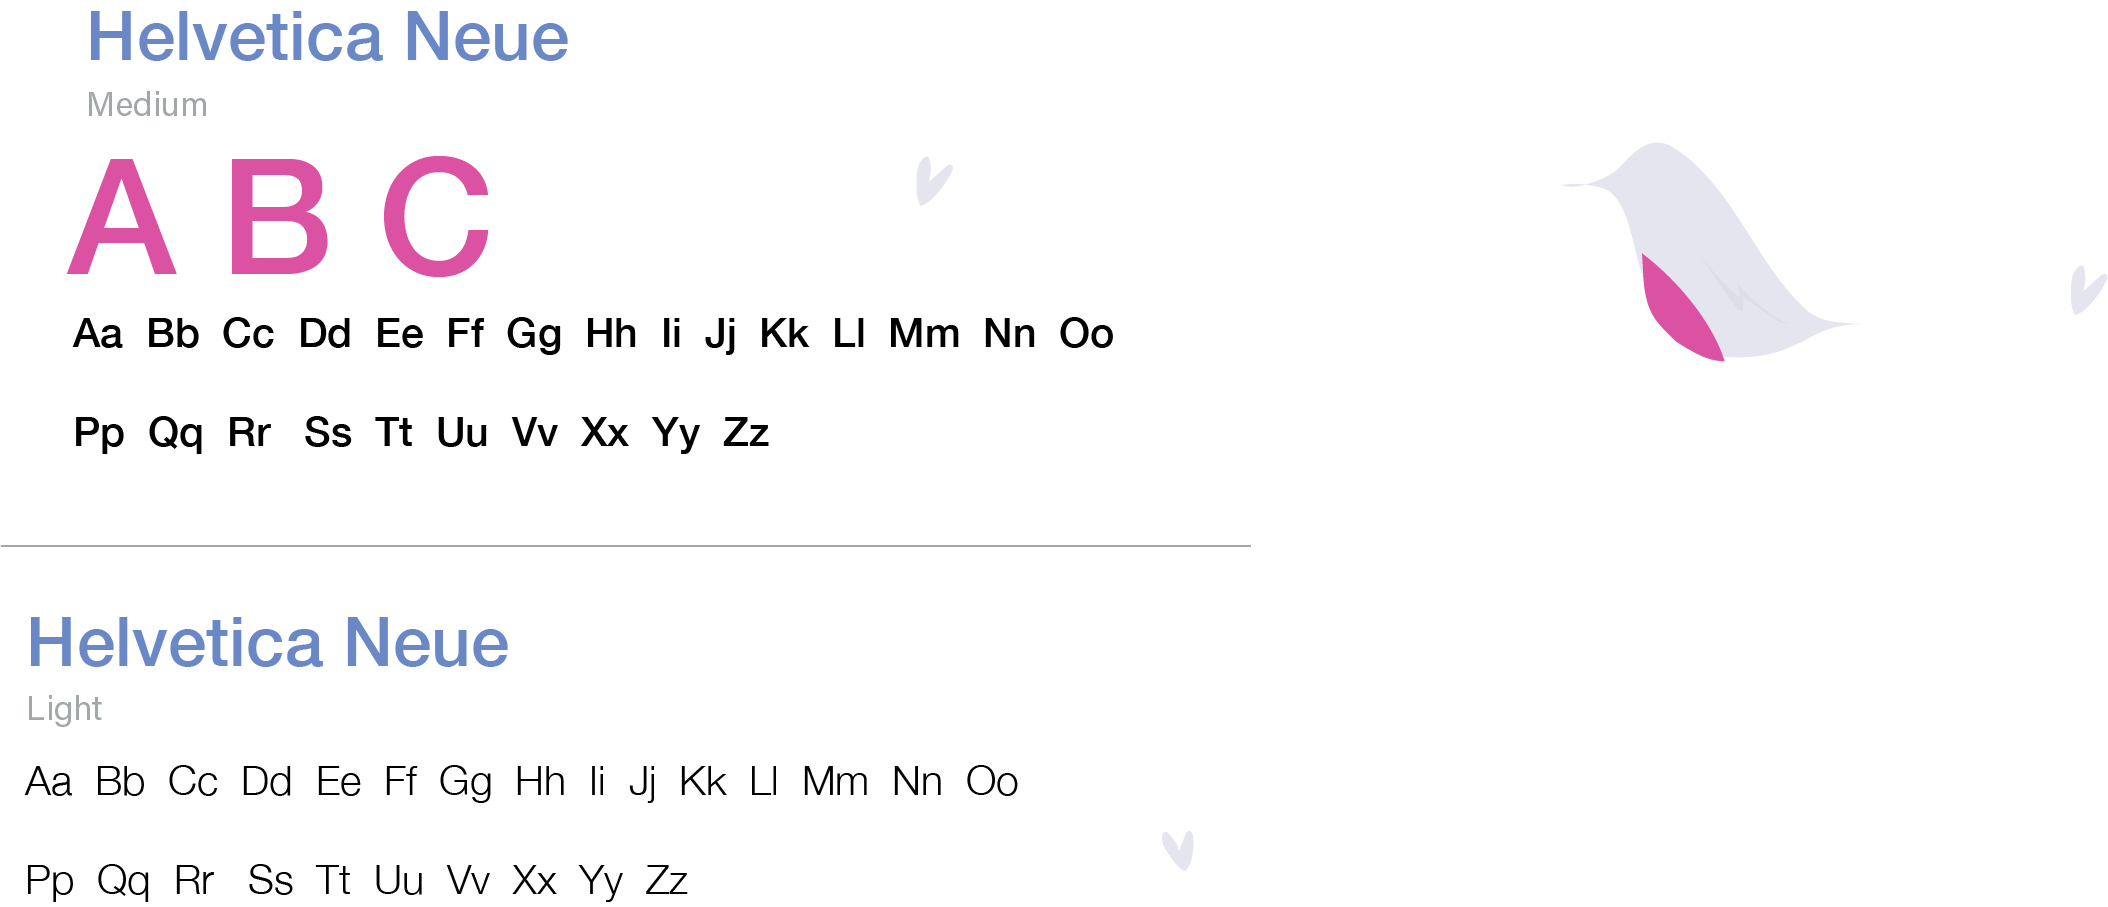 Helvetica Neue
Medium
A B C
Aa Bb Cc Dd Ee Ff Gg Hh Ii Jj Kk Ll Mm Nn Oo
Pp Qq Rr Ss Tt Uu Vv Xx Yy Zz
Helvetica Neue
Light
Aa Bb Cc Dd Ee Ff Gg Hh Ii Jj Kk Ll Mm Nn Oo
Pp Qq Rr Ss Tt Uu Vv Xx Yy Zz